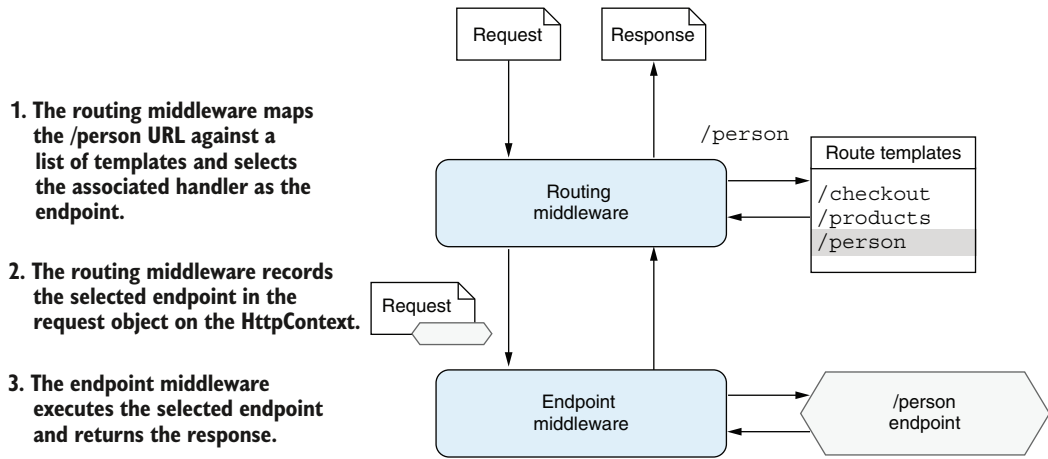 Request
Response
1. The routing middleware maps
the /person URL against a
list of templates and selects
the associated handler as the
endpoint.
/person
Route templates
/checkout
/products
/person
Routing
middleware
2. The routing middleware records
the selected endpoint in the
request object on the HttpContext.
Request
3. The endpoint middleware
executes the selected endpoint
and returns the response.
Endpoint
middleware
/person
endpoint